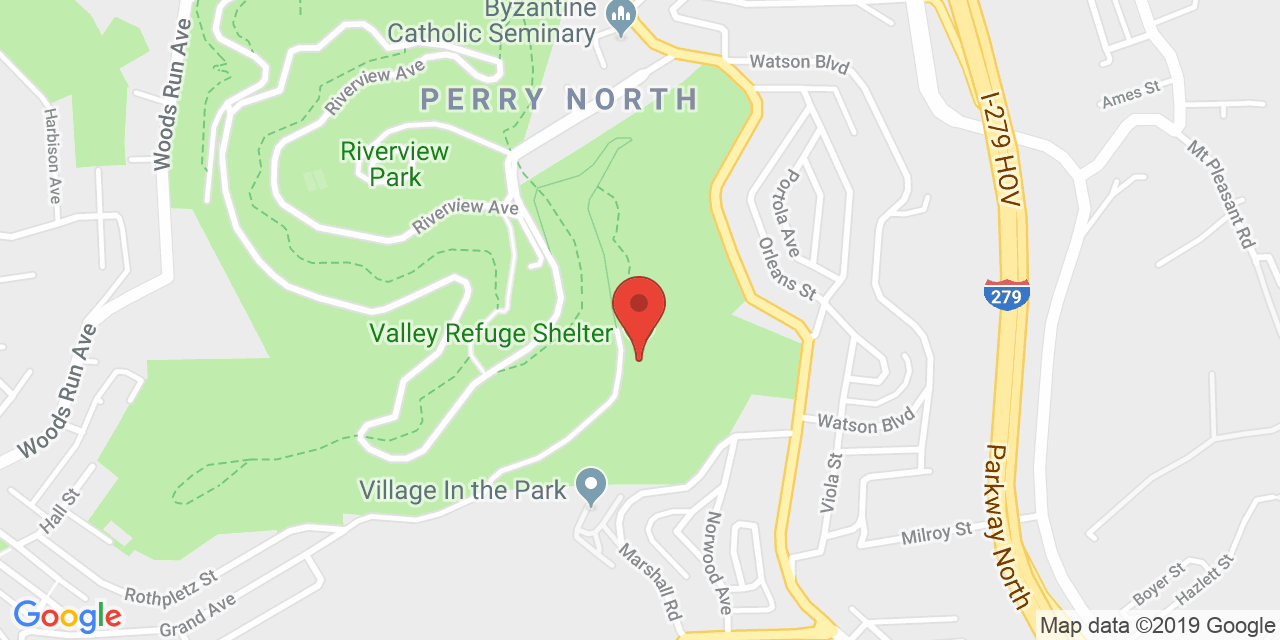 Byzantine
Catholic Seminary
Woods Run Ave
Riverview Ave
PERRY NORTH
Watson Blvd
I-279 HOV
Ames St
Harbison Ave
Riverview
Park
Mt Pleasant Rd
Portola Ave
Riverview Ave
Orleans St
279
Valley Refuge Shelter
Woods Run Ave
Watson Blvd
Parkway North
Viola St
Village In the Park
Hall St
Norwood Ave
Milroy St
Marshall Rd
Rothpletz St
Boyer St
Hazlett St
Grand Ave
Google
Map data ©2019 Google